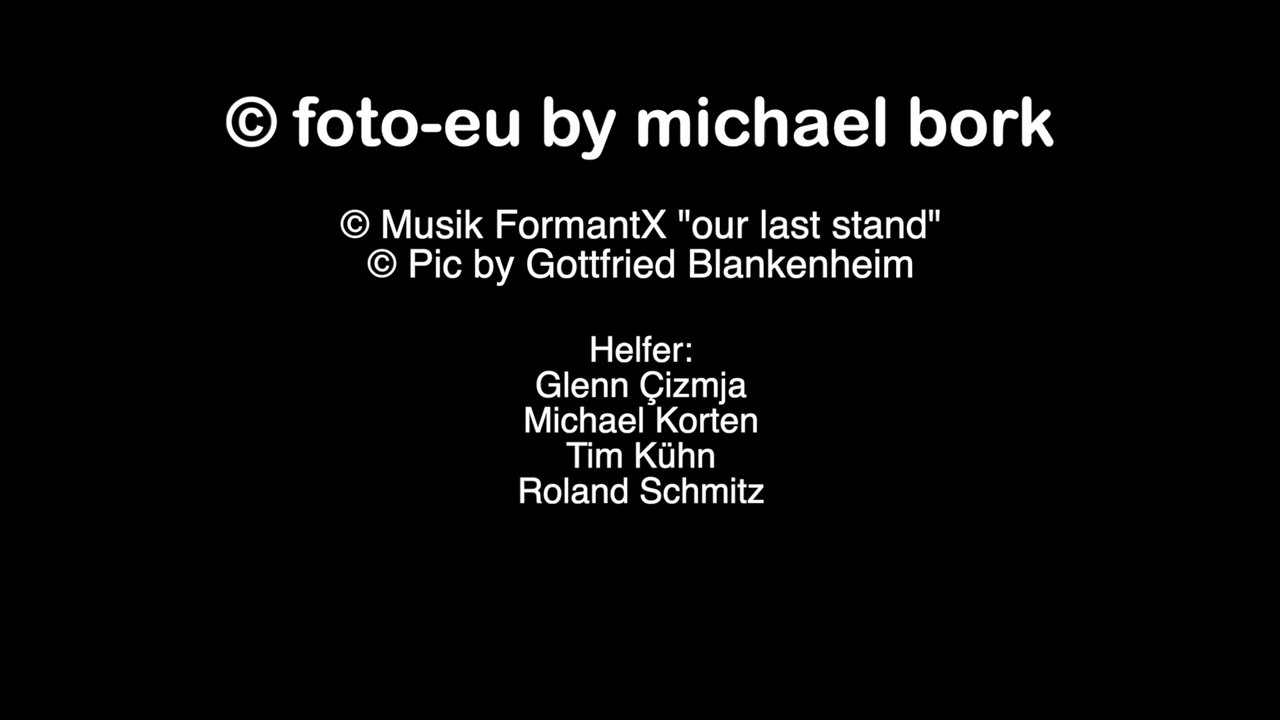 © foto-eu by michael bork
© Musik FormantX "our last stand"
© Pic by Gottfried Blankenheim
Helfer:
Glenn Çizmja
Michael Korten
Tim Kühn
Roland Schmitz